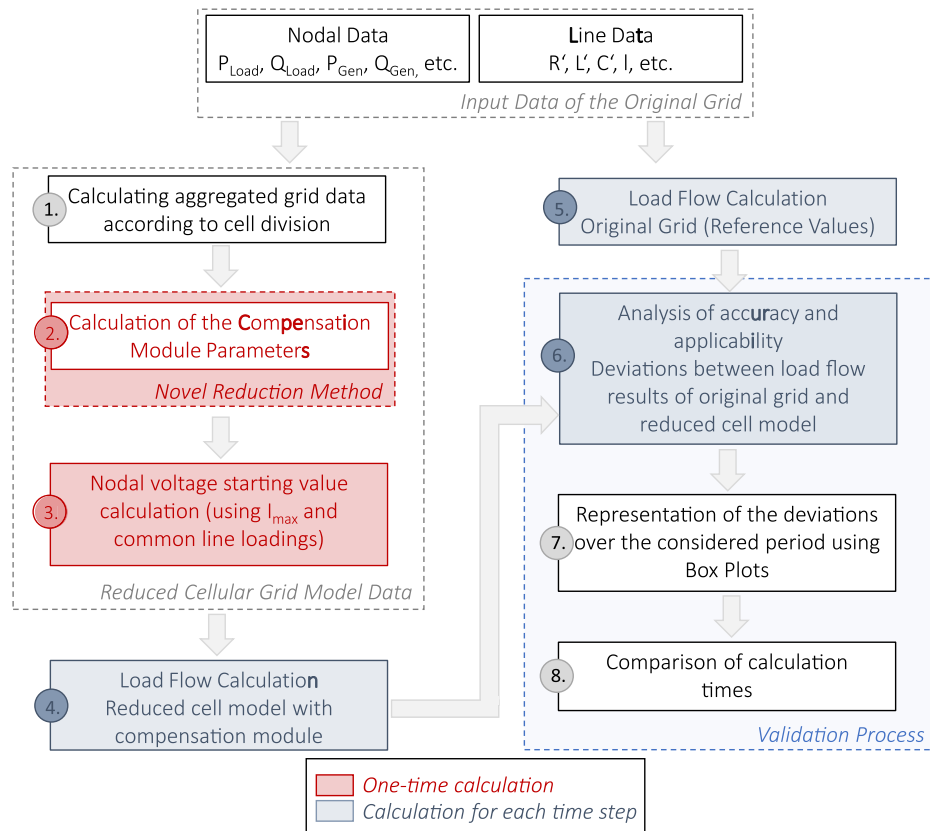 Nodal Data
P_Load, Q_Load, P_Gen, Q_Gen, etc.
Line Data
R‘, L‘, C‘, l, etc.
Input Data of the Original Grid
1.
Calculating aggregated grid data
according to cell division
2.
Calculation of the Compensation
Module Parameters
Novel Reduction Method
3.
Nodal voltage starting value
calculation (using I_max and
common line loadings)
Reduced Cellular Grid Model Data
4.
Load Flow Calculation
Reduced cell model with
compensation module
5.
Load Flow Calculation
Original Grid (Reference Values)
6.
Analysis of accuracy and
applicability
Deviations between load flow
results of original grid and
reduced cell model
7.
Representation of the deviations
over the considered period using
Box Plots
8.
Comparison of calculation
times
Validation Process
One-time calculation
Calculation for each time step